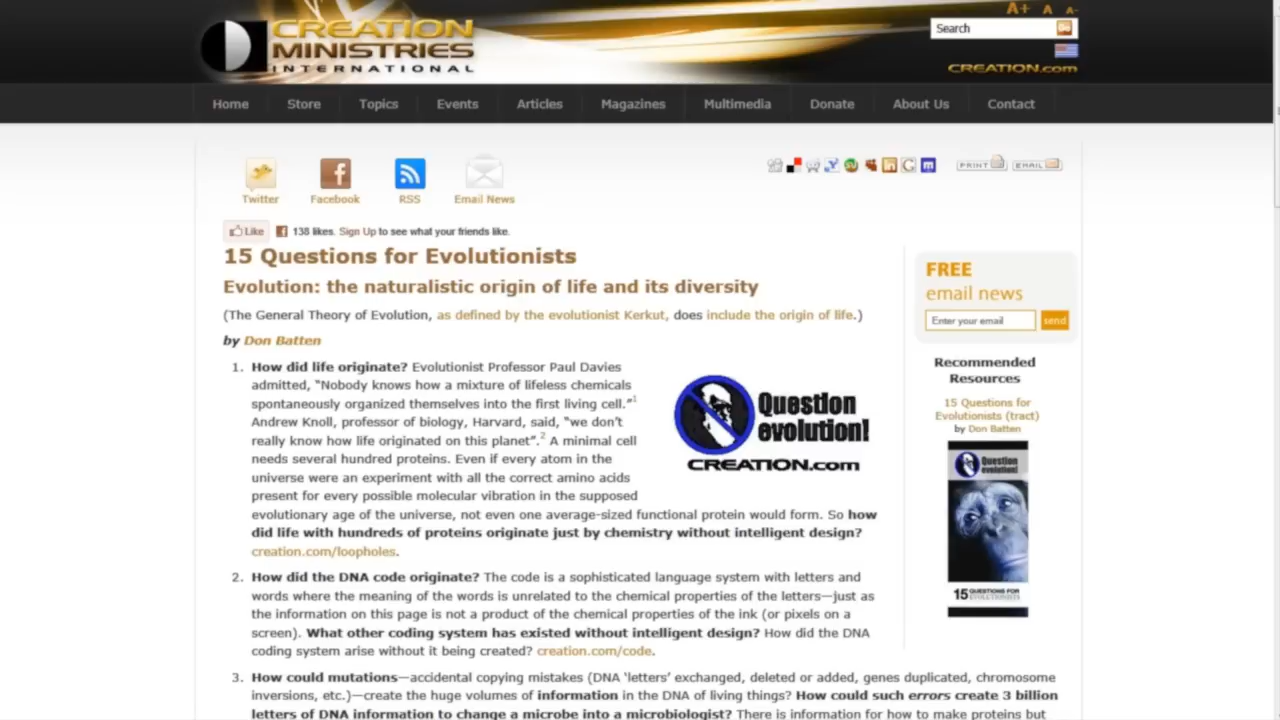 CREATION
MINISTRIES
INTERNATIONAL
A+ A A-
Search
CREATION.com
Home Store Topics Events Articles Magazines Multimedia Donate About Us Contact
Twitter Facebook RSS Email News
PRINT EMAIL
Like 138 likes. Sign Up to see what your friends like.
15 Questions for Evolutionists
Evolution: the naturalistic origin of life and its diversity
(The General Theory of Evolution, as defined by the evolutionist Kerkut, does include the origin of life.)
by Don Batten
1. How did life originate? Evolutionist Professor Paul Davies
admitted, “Nobody knows how a mixture of lifeless chemicals
spontaneously organized themselves into the first living cell.”1
Andrew Knoll, professor of biology, Harvard, said, “we don’t
really know how life originated on this planet”.2 A minimal cell
needs several hundred proteins. Even if every atom in the
universe were an experiment with all the correct amino acids
present for every possible molecular vibration in the supposed
evolutionary age of the universe, not even one average-sized functional protein would form. So how
did life with hundreds of proteins originate just by chemistry without intelligent design?
creation.com/loopholes.
Question
evolution!
CREATION.com
2. How did the DNA code originate? The code is a sophisticated language system with letters and
words where the meaning of the words is unrelated to the chemical properties of the letters—just as
the information on this page is not a product of the chemical properties of the ink (or pixels on a
screen). What other coding system has existed without intelligent design? How did the DNA
coding system arise without it being created? creation.com/code.
3. How could mutations—accidental copying mistakes (DNA ‘letters’ exchanged, deleted or added, genes duplicated, chromosome
inversions, etc.)—create the huge volumes of information in the DNA of living things? How could such errors create 3 billion
letters of DNA information to change a microbe into a microbiologist? There is information for how to make proteins but
FREE
email news
Enter your email send
Recommended
Resources
15 Questions for
Evolutionists (tract)
by Don Batten
Question
evolution!
15 QUESTIONS FOR
EVOLUTIONISTS